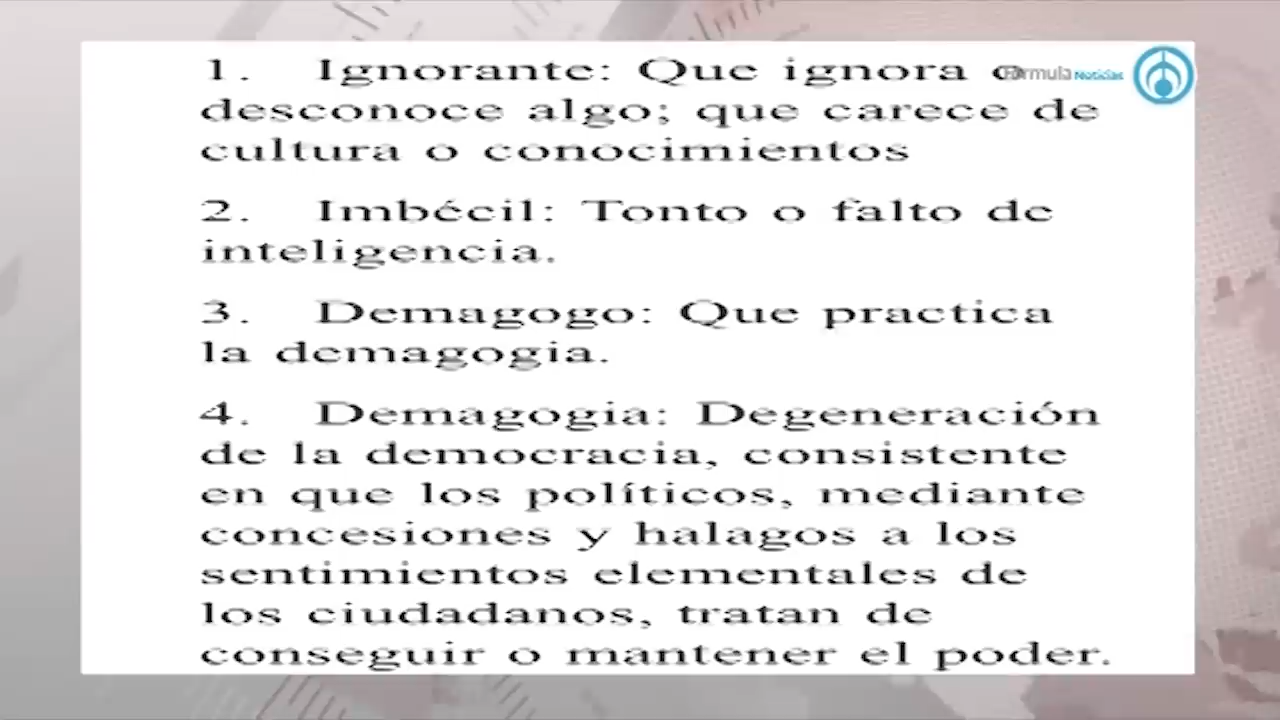 1. Ignorante: Que ignora o
Fórmula Noticias
desconoce algo; que carece de
cultura o conocimientos
2. Imbécil: Tonto o falto de
inteligencia.
3. Demagogo: Que practica
la demagogia.
4. Demagogia: Degeneración
de la democracia, consistente
en que los políticos, mediante
concesiones y halagos a los
sentimientos elementales de
los ciudadanos, tratan de
conseguir o mantener el poder.